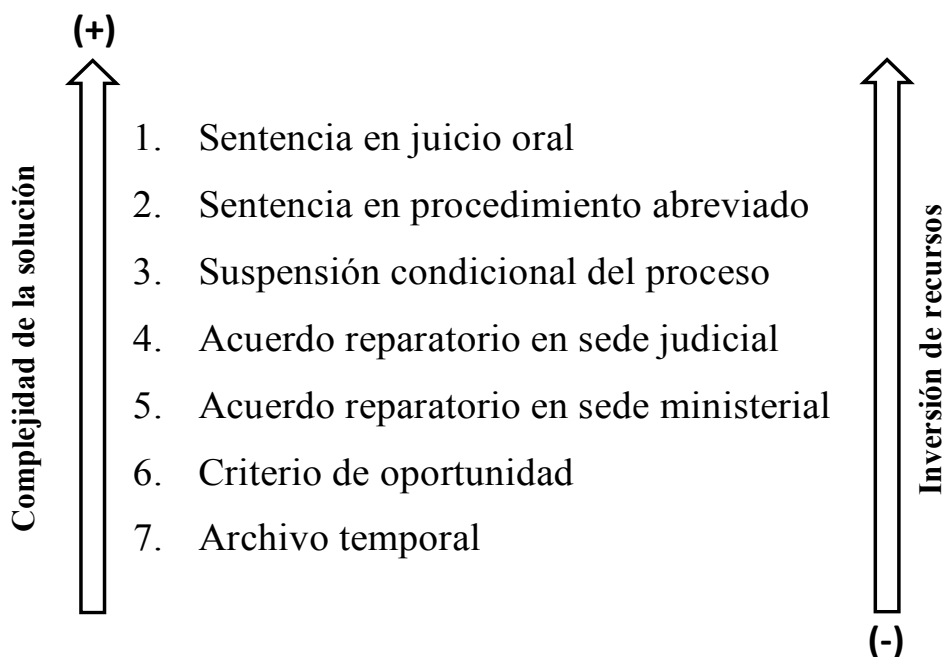 (+)
Complejidad de la solución
1. Sentencia en juicio oral
2. Sentencia en procedimiento abreviado
3. Suspensión condicional del proceso
4. Acuerdo reparatorio en sede judicial
5. Acuerdo reparatorio en sede ministerial
6. Criterio de oportunidad
7. Archivo temporal
Inversión de recursos
(-)